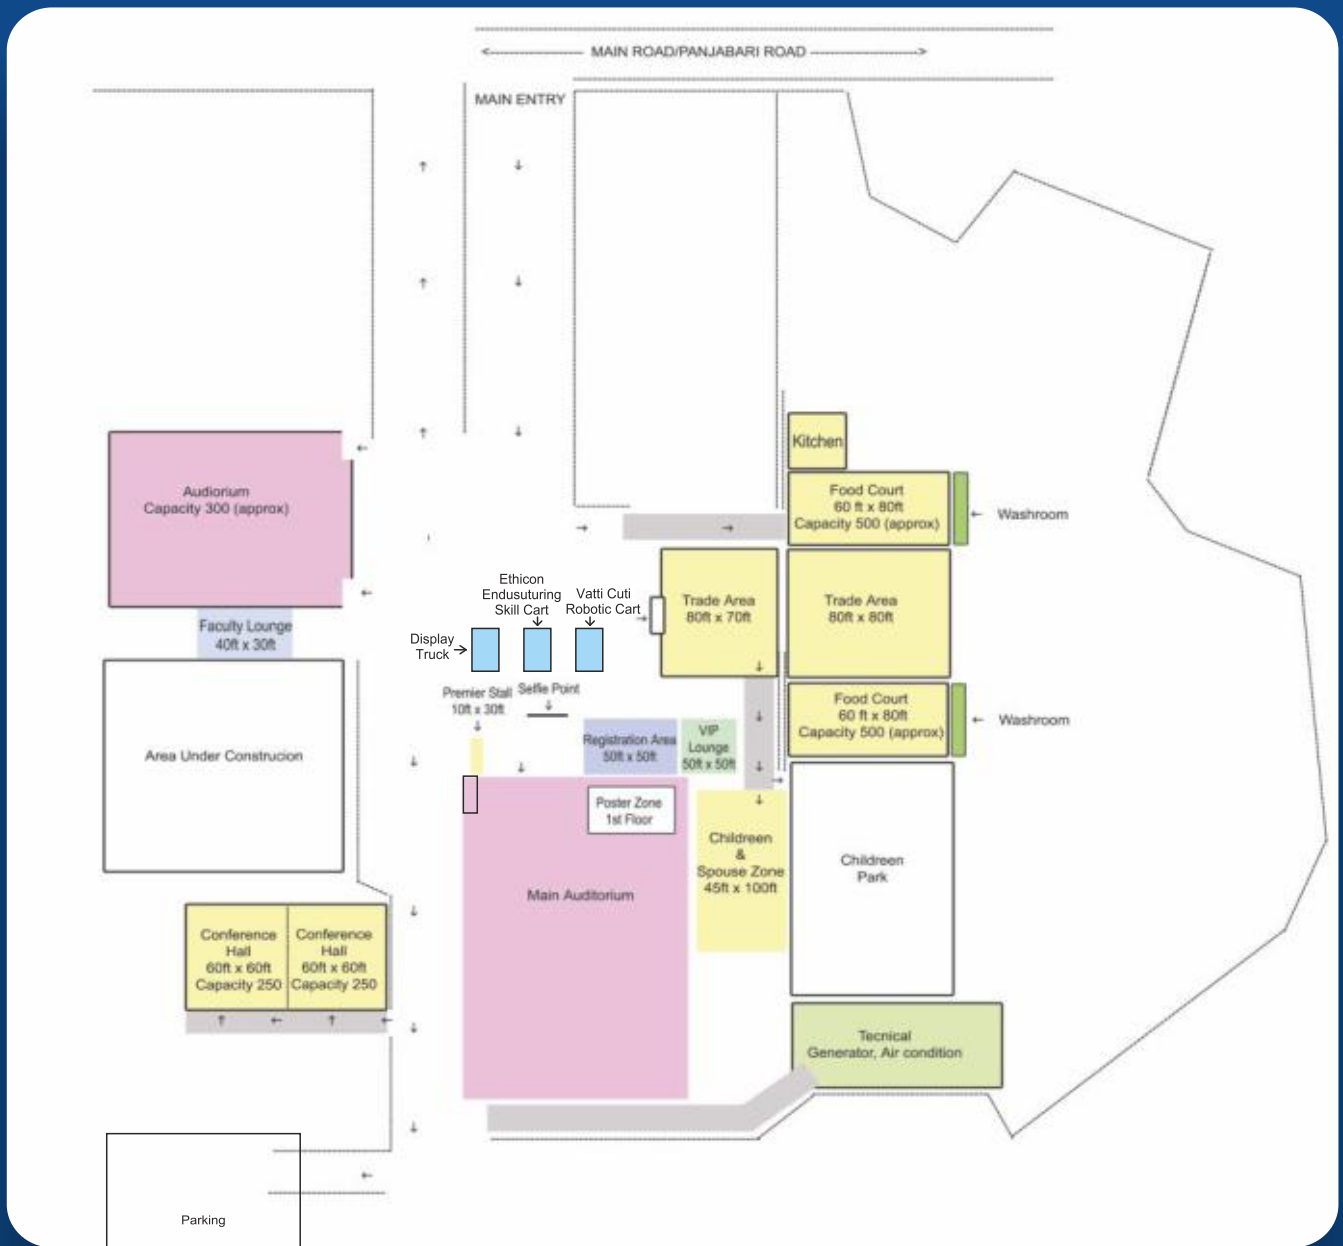 MAIN ROAD/PANJABARI ROAD
MAIN ENTRY
Kitchen
Audiorium
Capacity 300 (approx)
Food Court
60 ft x 80ft
Capacity 500 (approx)
Washroom
Ethicon
Endusuturing
Skill Cart
Vatti Cuti
Robotic Cart
Trade Area
80ft x 70ft
Trade Area
80ft x 80ft
Faculty Lounge
40ft x 30ft
Display
Truck
Premier Stall
10ft x 30ft
Selfie Point
Food Court
60 ft x 80ft
Capacity 500 (approx)
Washroom
Registration Area
50ft x 50ft
VIP
Lounge
50ft x 50ft
Area Under Construcion
Poster Zone
1st Floor
Childreen
&
Spouse Zone
45ft x 100ft
Childreen
Park
Main Auditorium
Conference
Hall
60ft x 60ft
Capacity 250
Conference
Hall
60ft x 60ft
Capacity 250
Tecnical
Generator, Air condition
Parking